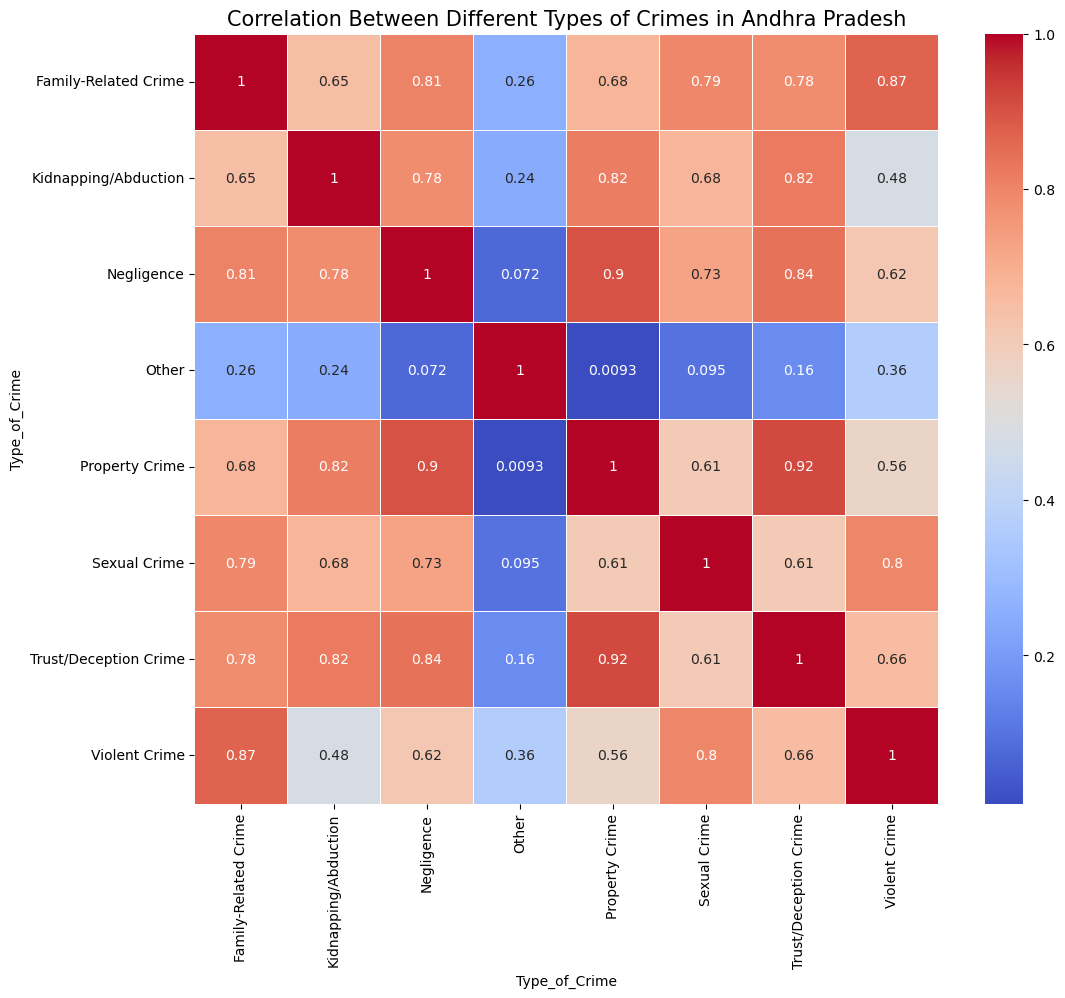 Correlation Between Different Types of Crimes in Andhra Pradesh
Type_of_Crime
Family-Related Crime 1 0.65 0.81 0.26 0.68 0.79 0.78 0.87
Kidnapping/Abduction 0.65 1 0.78 0.24 0.82 0.68 0.82 0.48
Negligence 0.81 0.78 1 0.072 0.9 0.73 0.84 0.62
Other 0.26 0.24 0.072 1 0.0093 0.095 0.16 0.36
Property Crime 0.68 0.82 0.9 0.0093 1 0.61 0.92 0.56
Sexual Crime 0.79 0.68 0.73 0.095 0.61 1 0.61 0.8
Trust/Deception Crime 0.78 0.82 0.84 0.16 0.92 0.61 1 0.66
Violent Crime 0.87 0.48 0.62 0.36 0.56 0.8 0.66 1
Family-Related Crime
Kidnapping/Abduction
Negligence
Other
Property Crime
Sexual Crime
Trust/Deception Crime
Violent Crime
Type_of_Crime
1.0
0.8
0.6
0.4
0.2